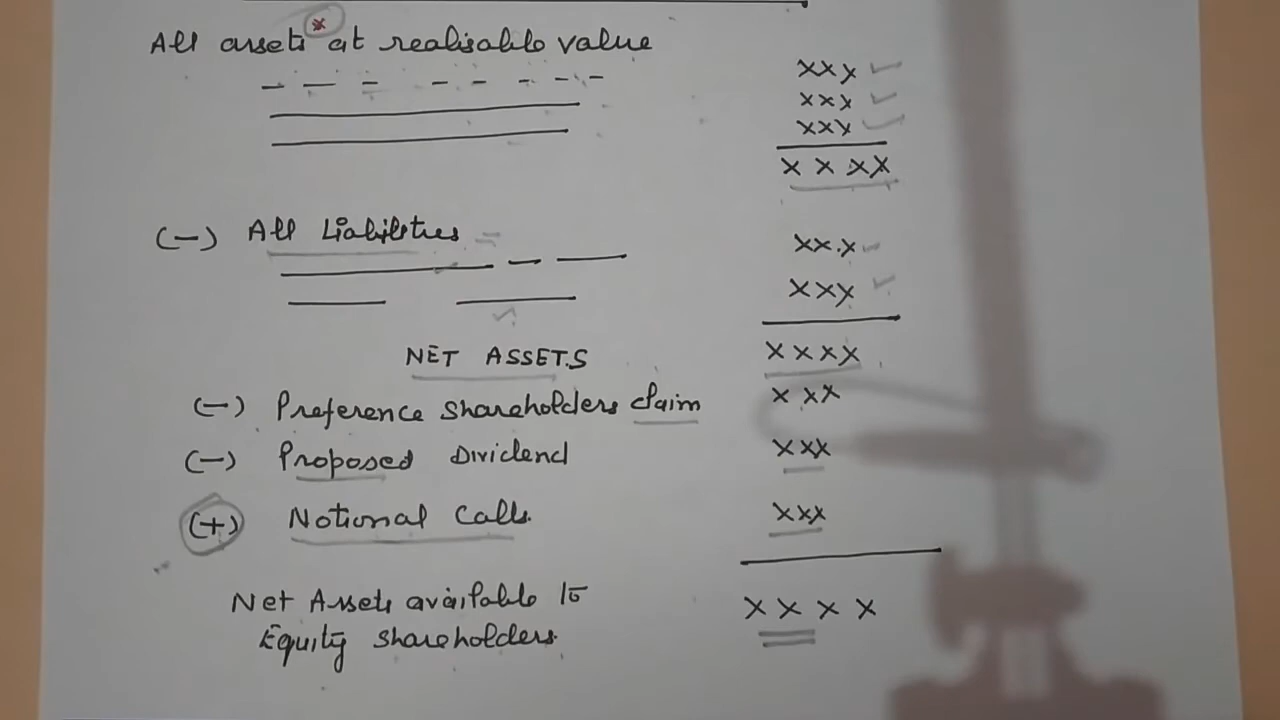 All assets* at realisable value
xxx
xxx
xxx
xxxx
(-) All Liabilities
xx.x
xxx
NET ASSETS xxxx
(-) Preference shareholders claim xxx
(-) Proposed Dividend xxx
(+) Notional Calls xxx
Net Assets available to
Equity shareholders. xxxx